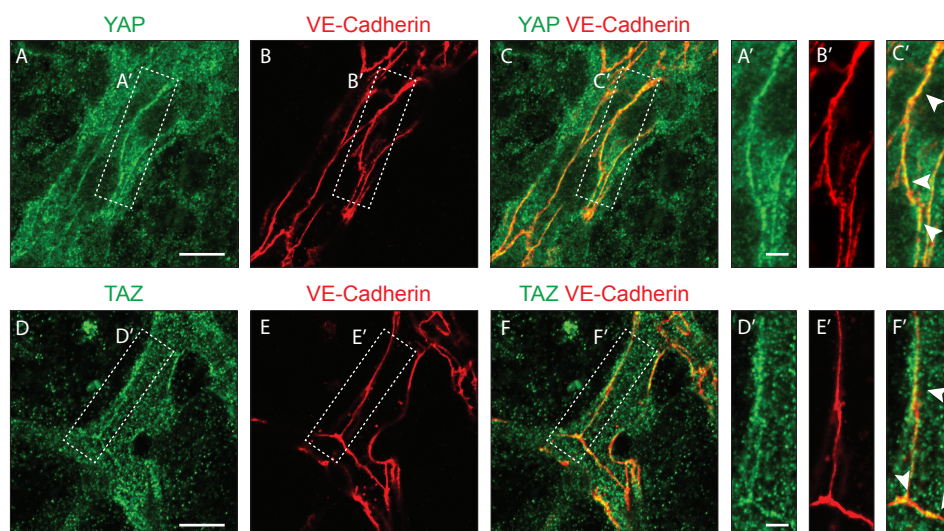 YAP VE-Cadherin YAP VE-Cadherin
A B C A′ B′ C′
A′ B′ C′
TAZ VE-Cadherin TAZ VE-Cadherin
D E F D′ E′ F′
D′ E′ F′